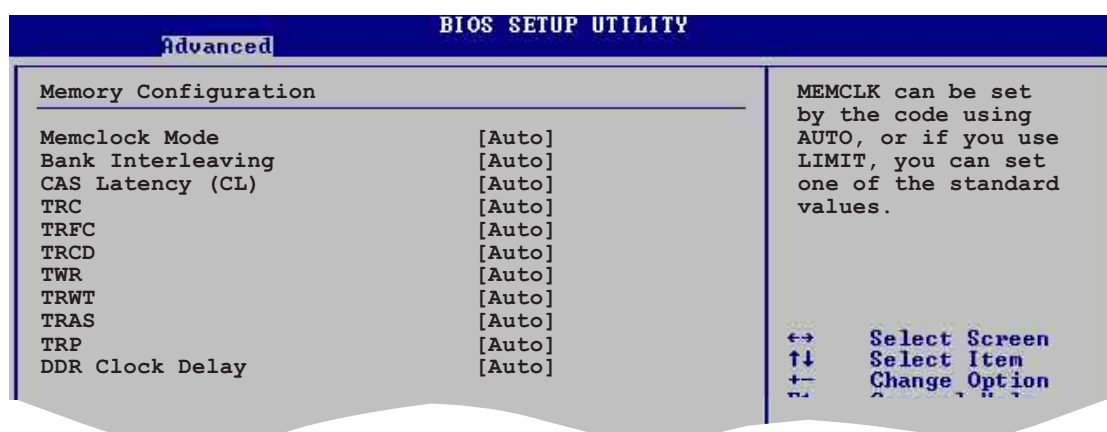 BIOS SETUP UTILITY
Advanced
Memory Configuration
Memclock Mode [Auto]
Bank Interleaving [Auto]
CAS Latency (CL) [Auto]
TRC [Auto]
TRFC [Auto]
TRCD [Auto]
TWR [Auto]
TRWT [Auto]
TRAS [Auto]
TRP [Auto]
DDR Clock Delay [Auto]
MEMCLK can be set
by the code using
AUTO, or if you use
LIMIT, you can set
one of the standard
values.
↔ Select Screen
↑↓ Select Item
+- Change Option